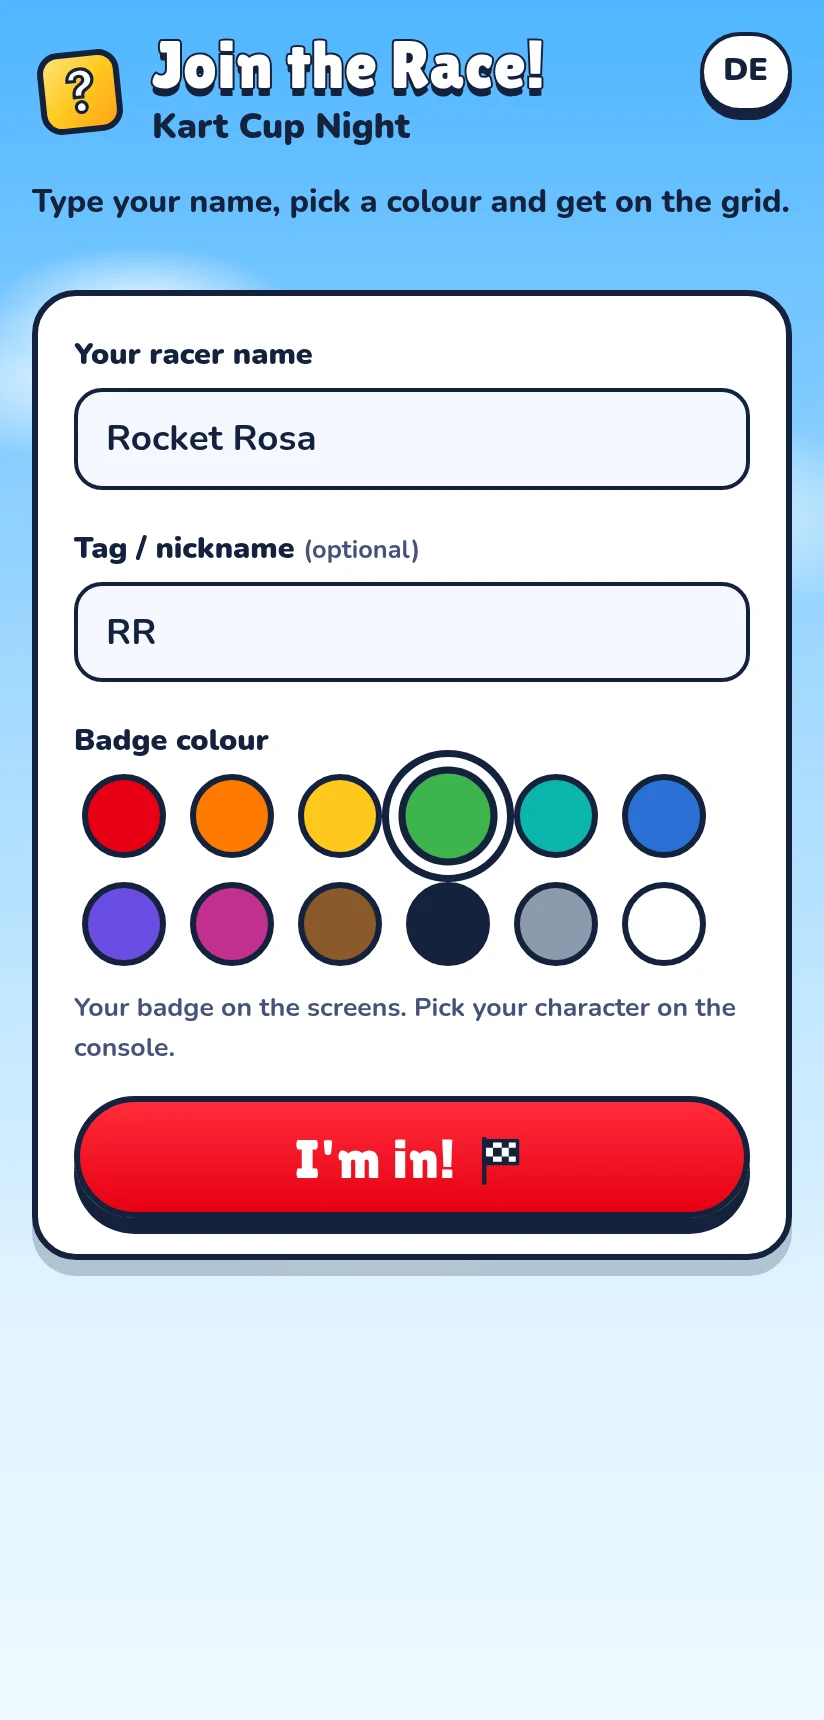 ?
Join the Race!
Kart Cup Night
DE
Type your name, pick a colour and get on the grid.
Your racer name
Rocket Rosa
Tag / nickname (optional)
RR
Badge colour
Your badge on the screens. Pick your character on the
console.
I'm in!